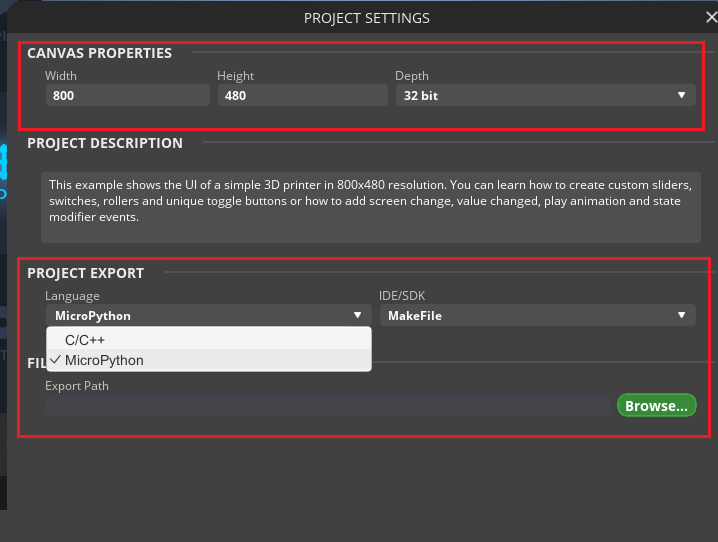 PROJECT SETTINGS
CANVAS PROPERTIES
Width Height Depth
800 480 32 bit
PROJECT DESCRIPTION
This example shows the UI of a simple 3D printer in 800x480 resolution. You can learn how to create custom sliders,
switches, rollers and unique toggle buttons or how to add screen change, value changed, play animation and state
modifier events.
PROJECT EXPORT
Language IDE/SDK
MicroPython MakeFile
C/C++
MicroPython
Export Path
Browse...